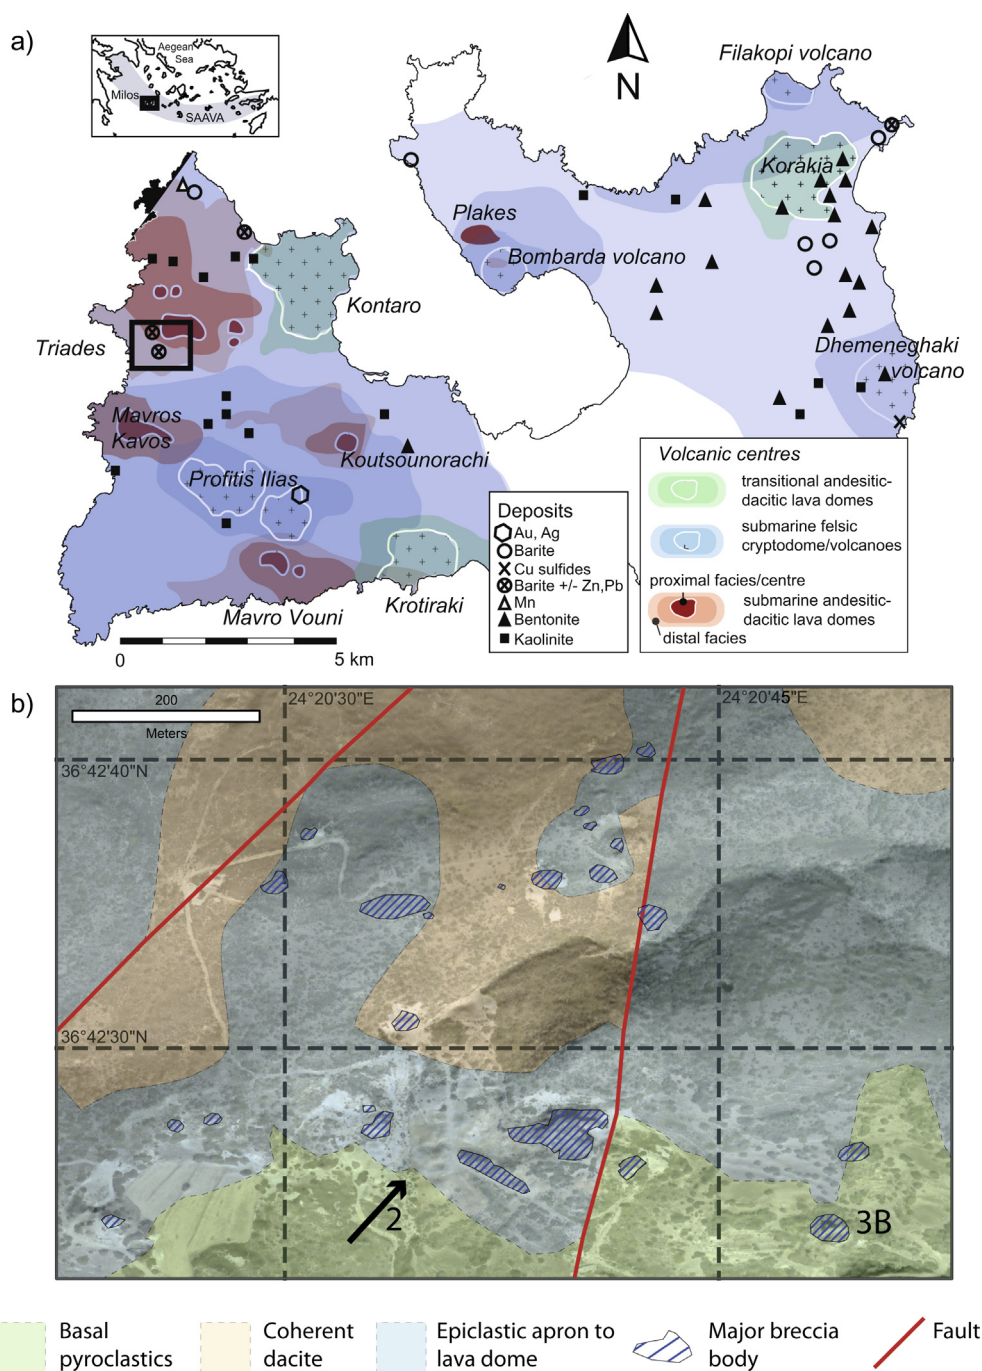 a)
Aegean
Sea
Milos
SAAVA
N
Filakopi volcano
Korakia
Plakes
Bombarda volcano
Kontaro
Triades
Dhemeneghaki
volcano
Mavros
Kavos
Koutsounorachi
Profitis Ilias
Krotiraki
Mavro Vouni
0
5 km
Deposits
Au, Ag
Barite
Cu sulfides
Barite +/- Zn,Pb
Mn
Bentonite
Kaolinite
Volcanic centres
transitional andesitic-
dacitic lava domes
submarine felsic
cryptodome/volcanoes
proximal facies/centre
submarine andesitic-
dacitic lava domes
distal facies
b)
200
Meters
24°20'30"E
24°20'45"E
36°42'40"N
36°42'30"N
2
3B
Basal
pyroclastics
Coherent
dacite
Epiclastic apron to
lava dome
Major breccia
body
Fault